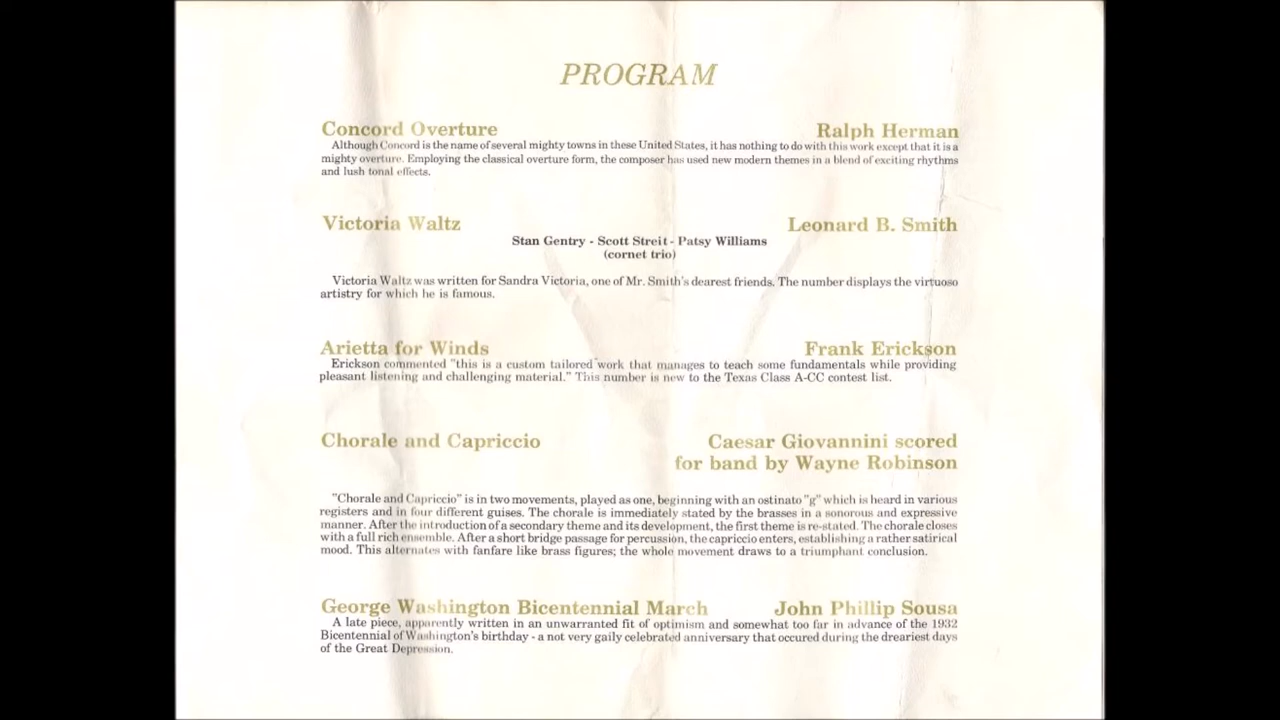 PROGRAM
Concord Overture Ralph Herman
Although Concord is the name of several mighty towns in these United States, it has nothing to do with this work except that it is a
mighty overture. Employing the classical overture form, the composer has used new modern themes in a blend of exciting rhythms
and lush tonal effects.
Victoria Waltz Leonard B. Smith
Stan Gentry - Scott Streit - Patsy Williams
(cornet trio)
Victoria Waltz was written for Sandra Victoria, one of Mr. Smith's dearest friends. The number displays the virtuoso
artistry for which he is famous.
Arietta for Winds Frank Erickson
Erickson commented "this is a custom tailored work that manages to teach some fundamentals while providing
pleasant listening and challenging material." This number is new to the Texas Class A-CC contest list.
Chorale and Capriccio Caesar Giovannini scored
for band by Wayne Robinson
"Chorale and Capriccio" is in two movements, played as one, beginning with an ostinato "g" which is heard in various
registers and in four different guises. The chorale is immediately stated by the brasses in a sonorous and expressive
manner. After the introduction of a secondary theme and its development, the first theme is re-stated. The chorale closes
with a full rich ensemble. After a short bridge passage for percussion, the capriccio enters, establishing a rather satirical
mood. This alternates with fanfare like brass figures; the whole movement draws to a triumphant conclusion.
George Washington Bicentennial March John Phillip Sousa
A late piece, apparently written in an unwarranted fit of optimism and somewhat too far in advance of the 1932
Bicentennial of Washington's birthday - a not very gaily celebrated anniversary that occured during the dreariest days
of the Great Depression.